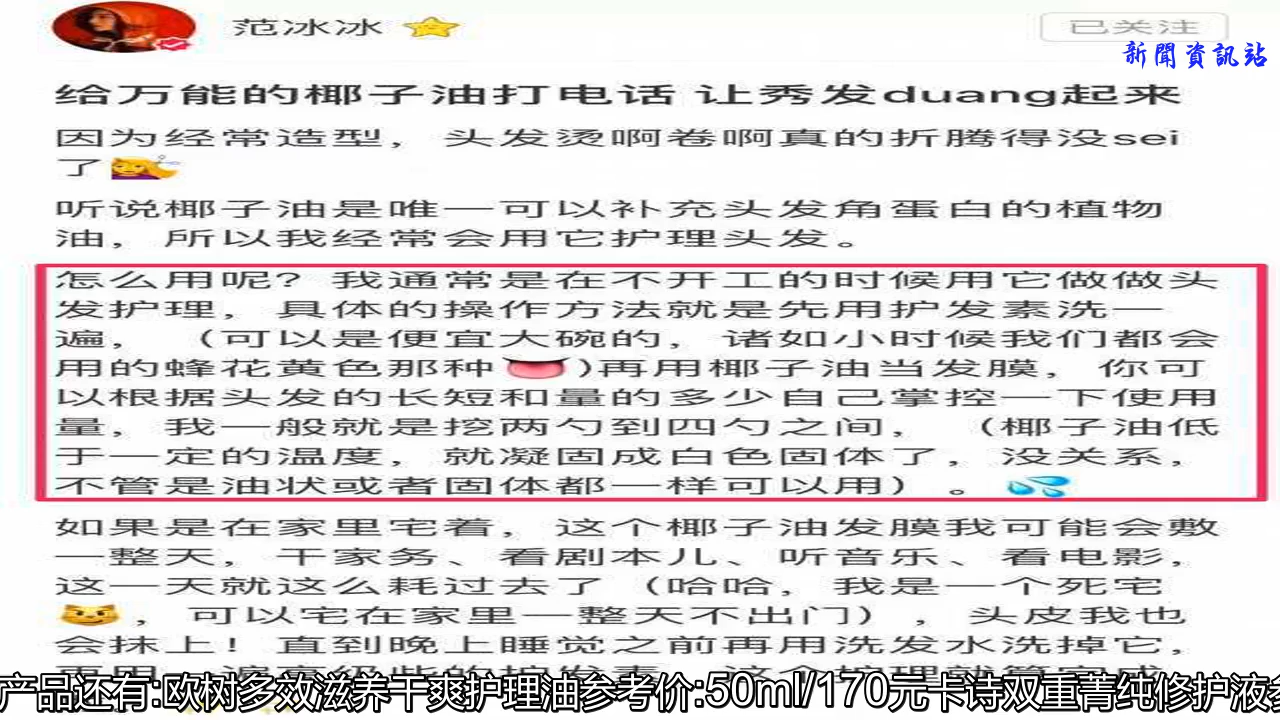 范冰冰
已关注
新聞資訊站
给万能的椰子油打电话 让秀发duang起来
因为经常造型，头发烫啊卷啊真的折腾得没sei
了
听说椰子油是唯一可以补充头发角蛋白的植物
油，所以我经常会用它护理头发。
怎么用呢？我通常是在不开工的时候用它做做头
发护理，具体的操作方法就是先用护发素洗一
遍，（可以是便宜大碗的，诸如小时候我们都会
用的蜂花黄色那种）再用椰子油当发膜，你可
以根据头发的长短和量的多少自己掌控一下使用
量，我一般就是挖两勺到四勺之间，（椰子油低
于一定的温度，就凝固成白色固体了，没关系，
不管是油状或者固体都一样可以用）。
如果是在家里宅着，这个椰子油发膜我可能会敷
一整天，干家务、看剧本儿、听音乐、看电影，
这一天就这么耗过去了（哈哈，我是一个死宅
，可以宅在家里一整天不出门），头皮我也
会抹上！直到晚上睡觉之前再用洗发水洗掉它，
产品还有:欧树多效滋养干爽护理油参考价:50ml/170元卡诗双重菁纯修护液